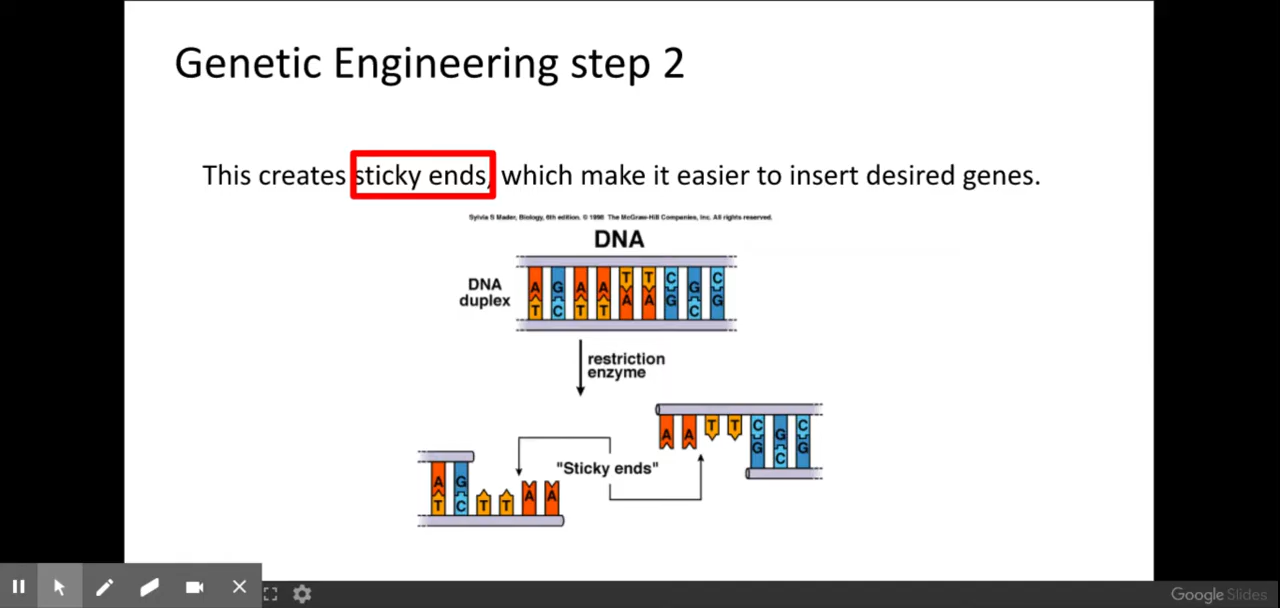 Genetic Engineering step 2
This creates sticky ends, which make it easier to insert desired genes.
Sylvia S Mader, Biology, 6th edition. © 1998 The McGraw-Hill Companies, Inc. All rights reserved.
DNA
DNA
duplex
A G A A T T C G C
T C T T A A G C G
restriction
enzyme
A A T T C G C
G C G
"Sticky ends"
A G
T C T T A A
Google Slides